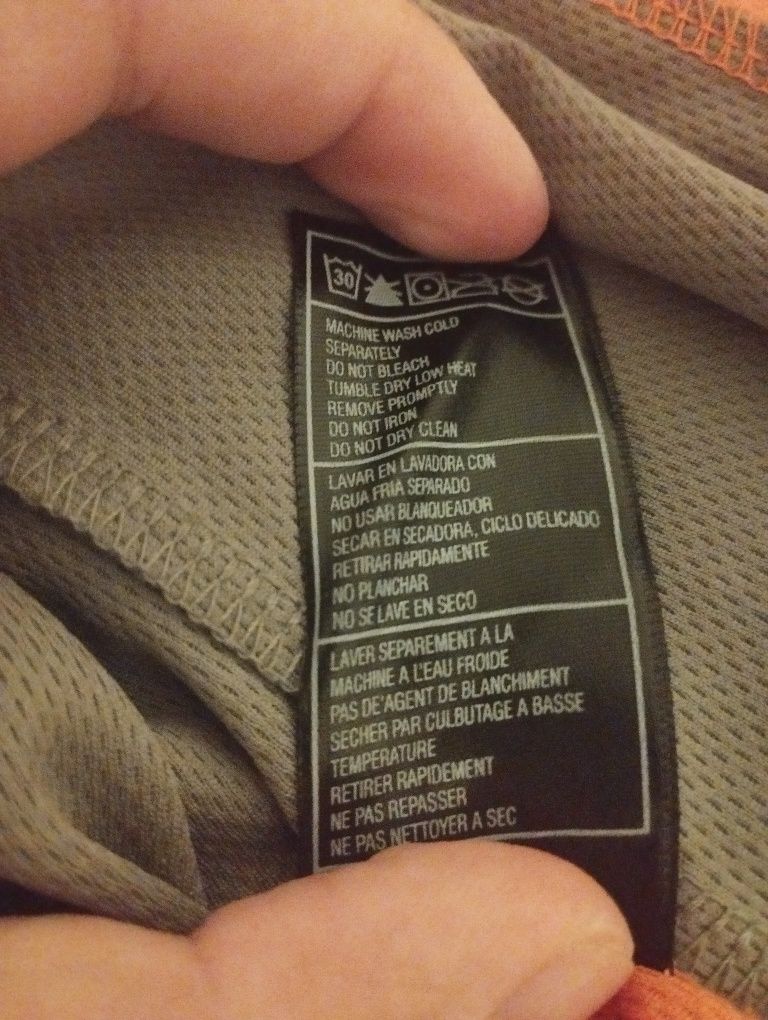 30
MACHINE WASH COLD
SEPARATELY
DO NOT BLEACH
TUMBLE DRY LOW HEAT
REMOVE PROMPTLY
DO NOT IRON
DO NOT DRY CLEAN
LAVAR EN LAVADORA CON
AGUA FRIA SEPARADO
NO USAR BLANQUEADOR
SECAR EN SECADORA, CICLO DELICADO
RETIRAR RAPIDAMENTE
NO PLANCHAR
NO SE LAVE EN SECO
LAVER SEPAREMENT A LA
MACHINE A L'EAU FROIDE
PAS DE'AGENT DE BLANCHIMENT
SECHER PAR CULBUTAGE A BASSE
TEMPERATURE
RETIRER RAPIDEMENT
NE PAS REPASSER
NE PAS NETTOYER A SEC